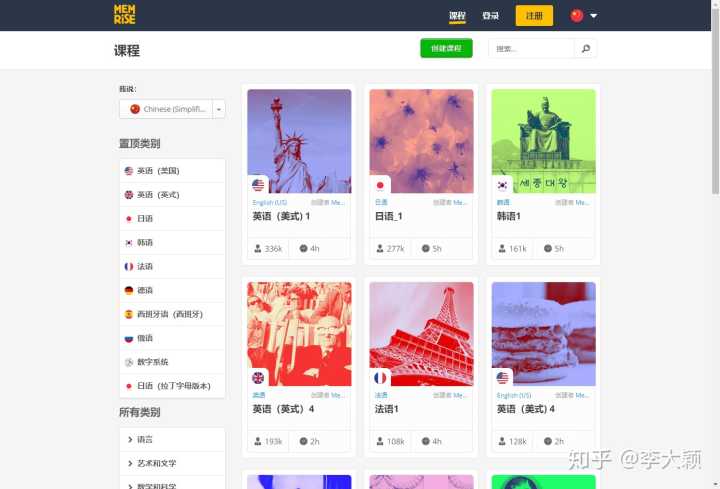 MEM
RiSE
课程
登录
注册
课程
创建课程
搜索...
我说:
Chinese (Simplifi...
置顶类别
英语（美国）
英语（英式）
日语
韩语
法语
德语
西班牙语（西班牙）
俄语
数字系统
日语（拉丁字母版本）
所有类别
语言
艺术和文学
数学和科学
English (US)
创建者 Me...
英语（美式) 1
336k
4h
日语
创建者 Me...
日语_1
277k
5h
세종대왕
韩语
创建者 Me...
韩语1
161k
5h
英语
创建者 Me...
英语（英式）4
193k
2h
法语
创建者 Me...
法语1
108k
4h
English (US)
创建者 Me...
英语（美式) 4
128k
2h
知乎 @李大颖